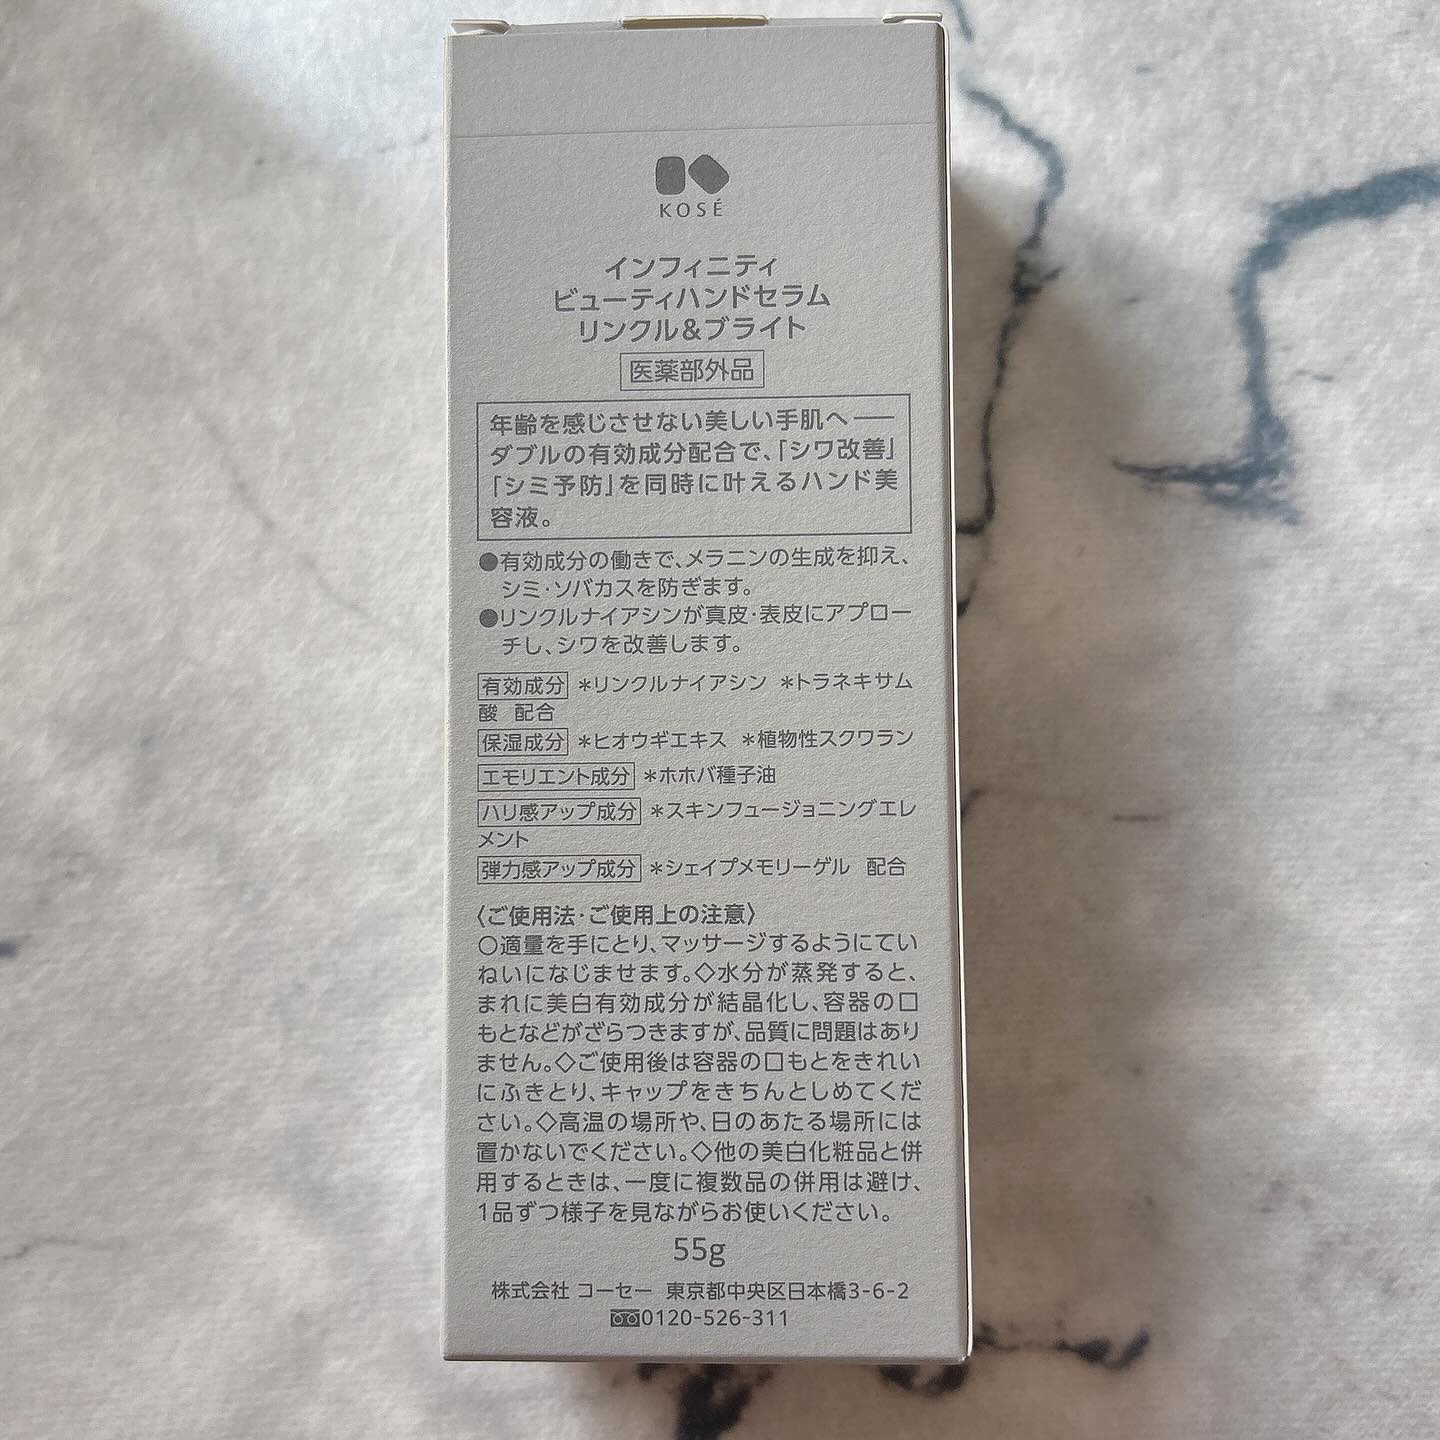 KOSÉ
インフィニティ
ビューティハンドセラム
リンクル&ブライト
医薬部外品
年齢を感じさせない美しい手肌へ──
ダブルの有効成分配合で、「シワ改善」
「シミ予防」を同時に叶えるハンド美
容液。
●有効成分の働きで、メラニンの生成を抑え、
シミ・ソバカスを防ぎます。
●リンクルナイアシンが真皮・表皮にアプロー
チし、シワを改善します。
有効成分 *リンクルナイアシン *トラネキサム
酸 配合
保湿成分 *ヒオウギエキス *植物性スクワラン
エモリエント成分 *ホホバ種子油
ハリ感アップ成分 *スキンフュージョニングエレ
メント
弾力感アップ成分 *シェイプメモリーゲル 配合
〈ご使用法・ご使用上の注意〉
○適量を手にとり、マッサージするようにてい
ねいになじませます。◇水分が蒸発すると、
まれに美白有効成分が結晶化し、容器の口
もとなどがざらつきますが、品質に問題はあり
ません。◇ご使用後は容器の口もとをきれい
にふきとり、キャップをきちんとしめてくだ
さい。◇高温の場所や、日のあたる場所には
置かないでください。◇他の美白化粧品と併
用するときは、一度に複数品の併用は避け、
1品ずつ様子を見ながらお使いください。
55g
株式会社 コーセー 東京都中央区日本橋3-6-2
0120-526-311